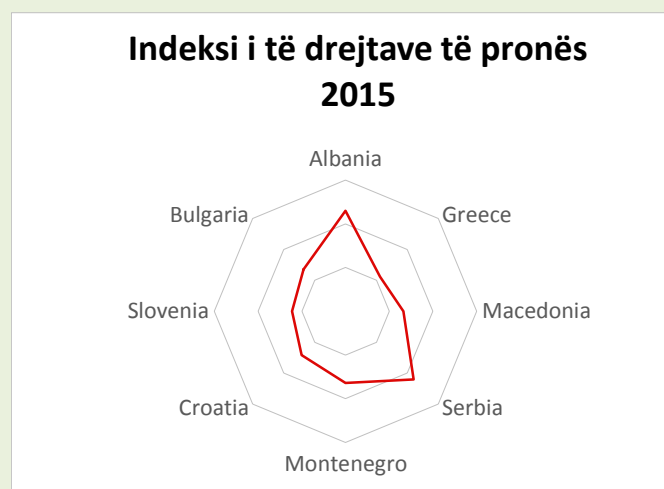 Indeksi i të drejtave të pronës
2015
Albania
Bulgaria
Greece
Slovenia
Macedonia
Croatia
Serbia
Montenegro